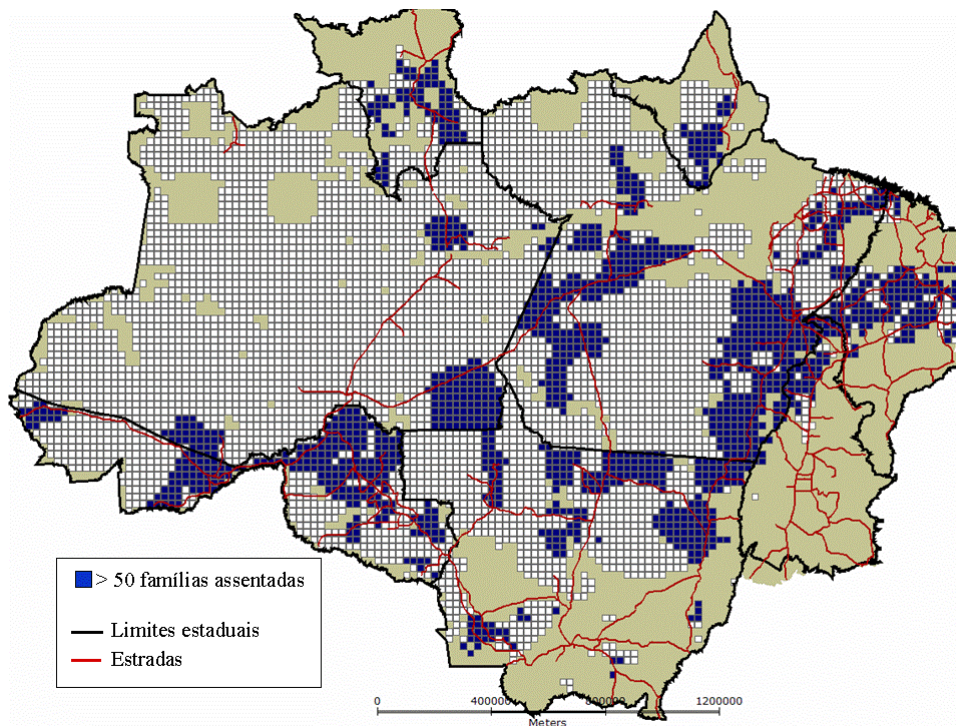 > 50 famílias assentadas
Limites estaduais
Estradas
0 400000 800000 1200000
Meters